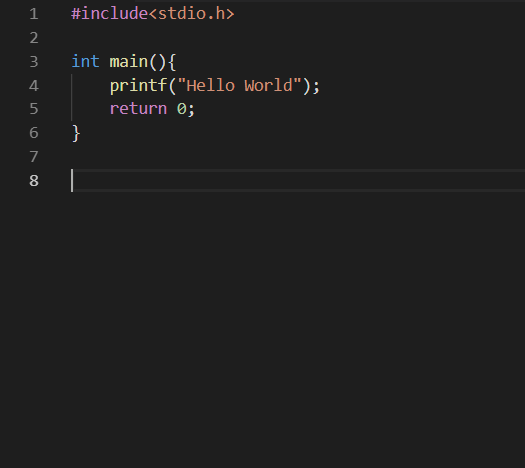 1 #include<stdio.h>
2
3 int main(){
4     printf("Hello World");
5     return 0;
6 }
7
8